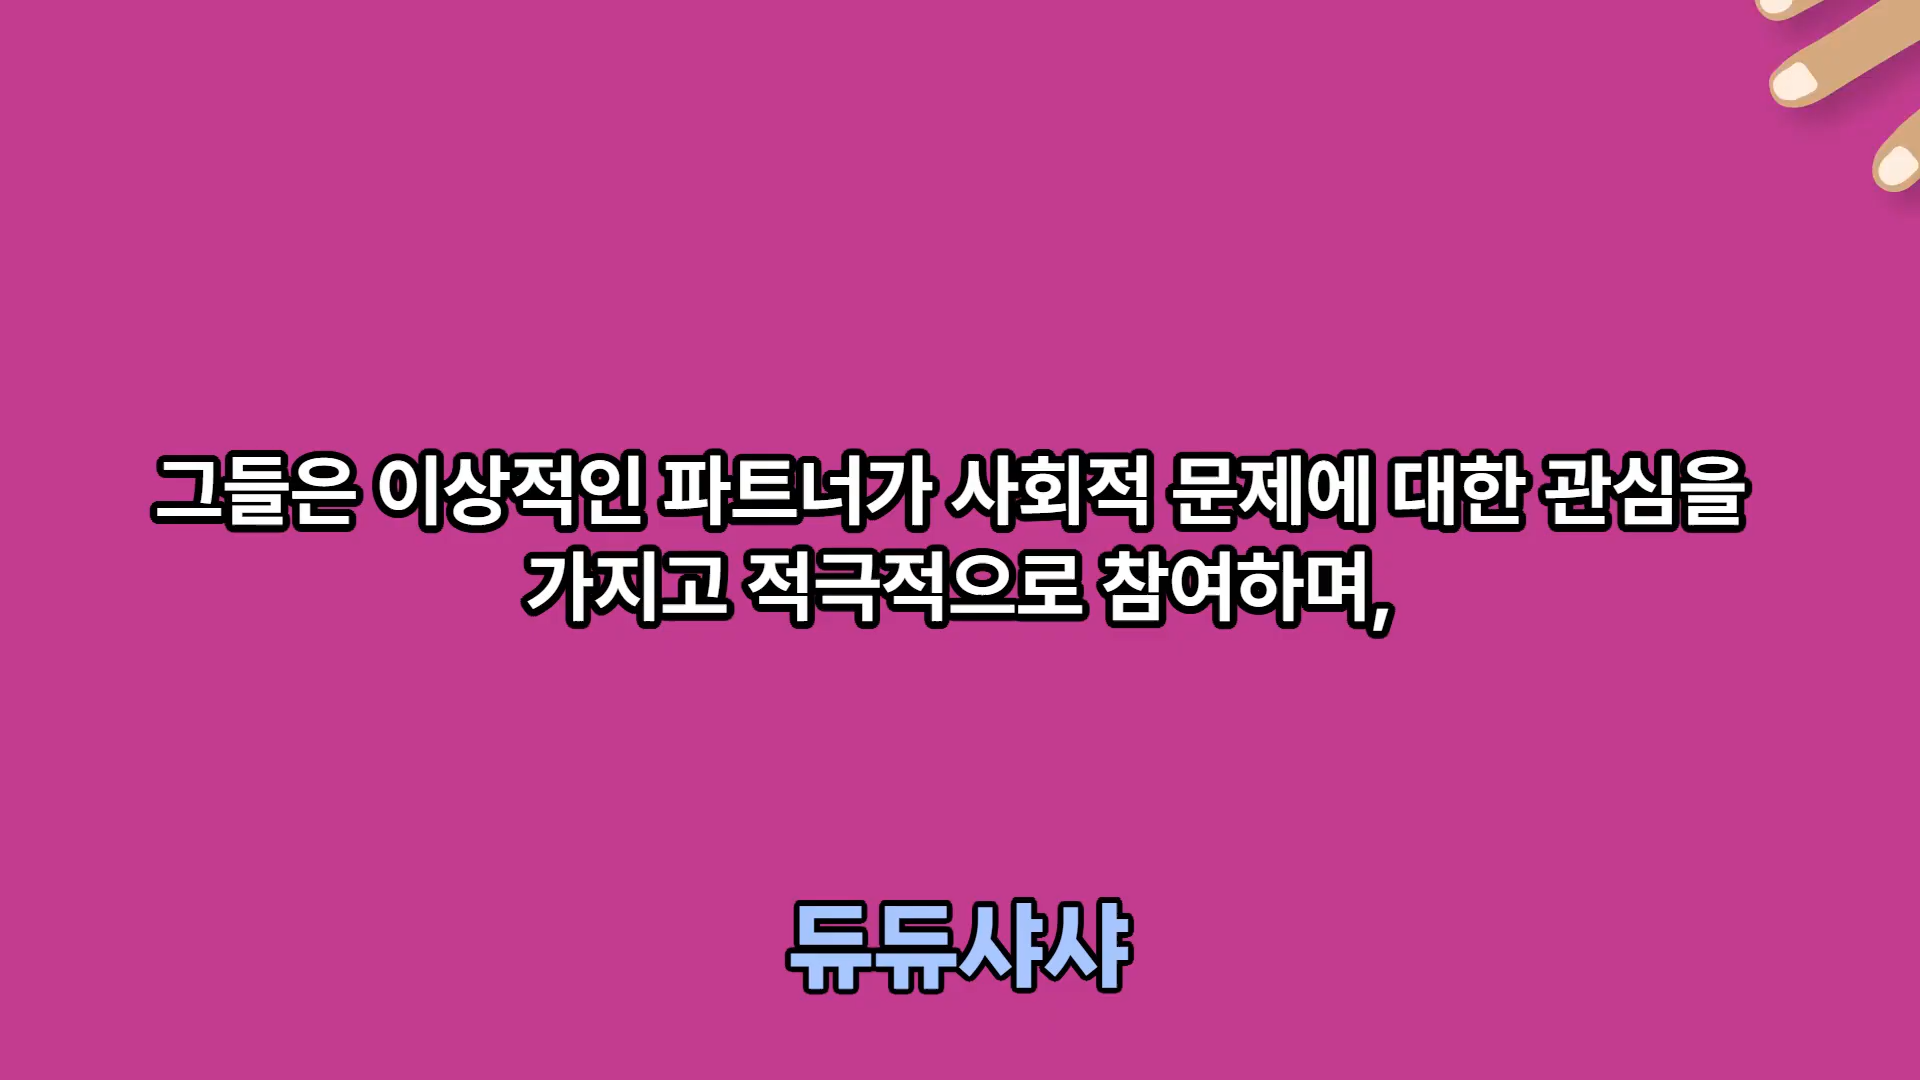 그들은 이상적인 파트너가 사회적 문제에 대한 관심을
가지고 적극적으로 참여하며,
듀듀샤샤